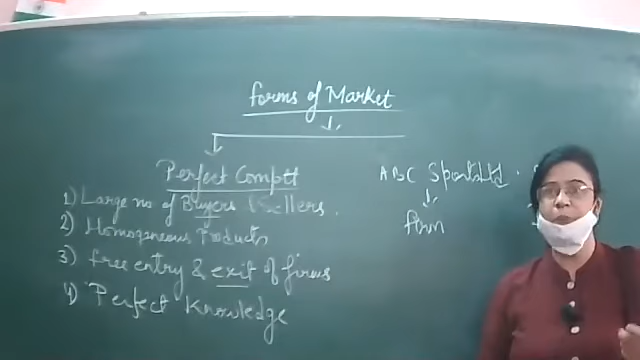 forms of Market
Perfect Comptt
1) Large no of Buyers & Sellers.
2) Homogeneous Products
3) free entry & exit of firms
4) Perfect Knowledge
ABC Sports Ltd
firm